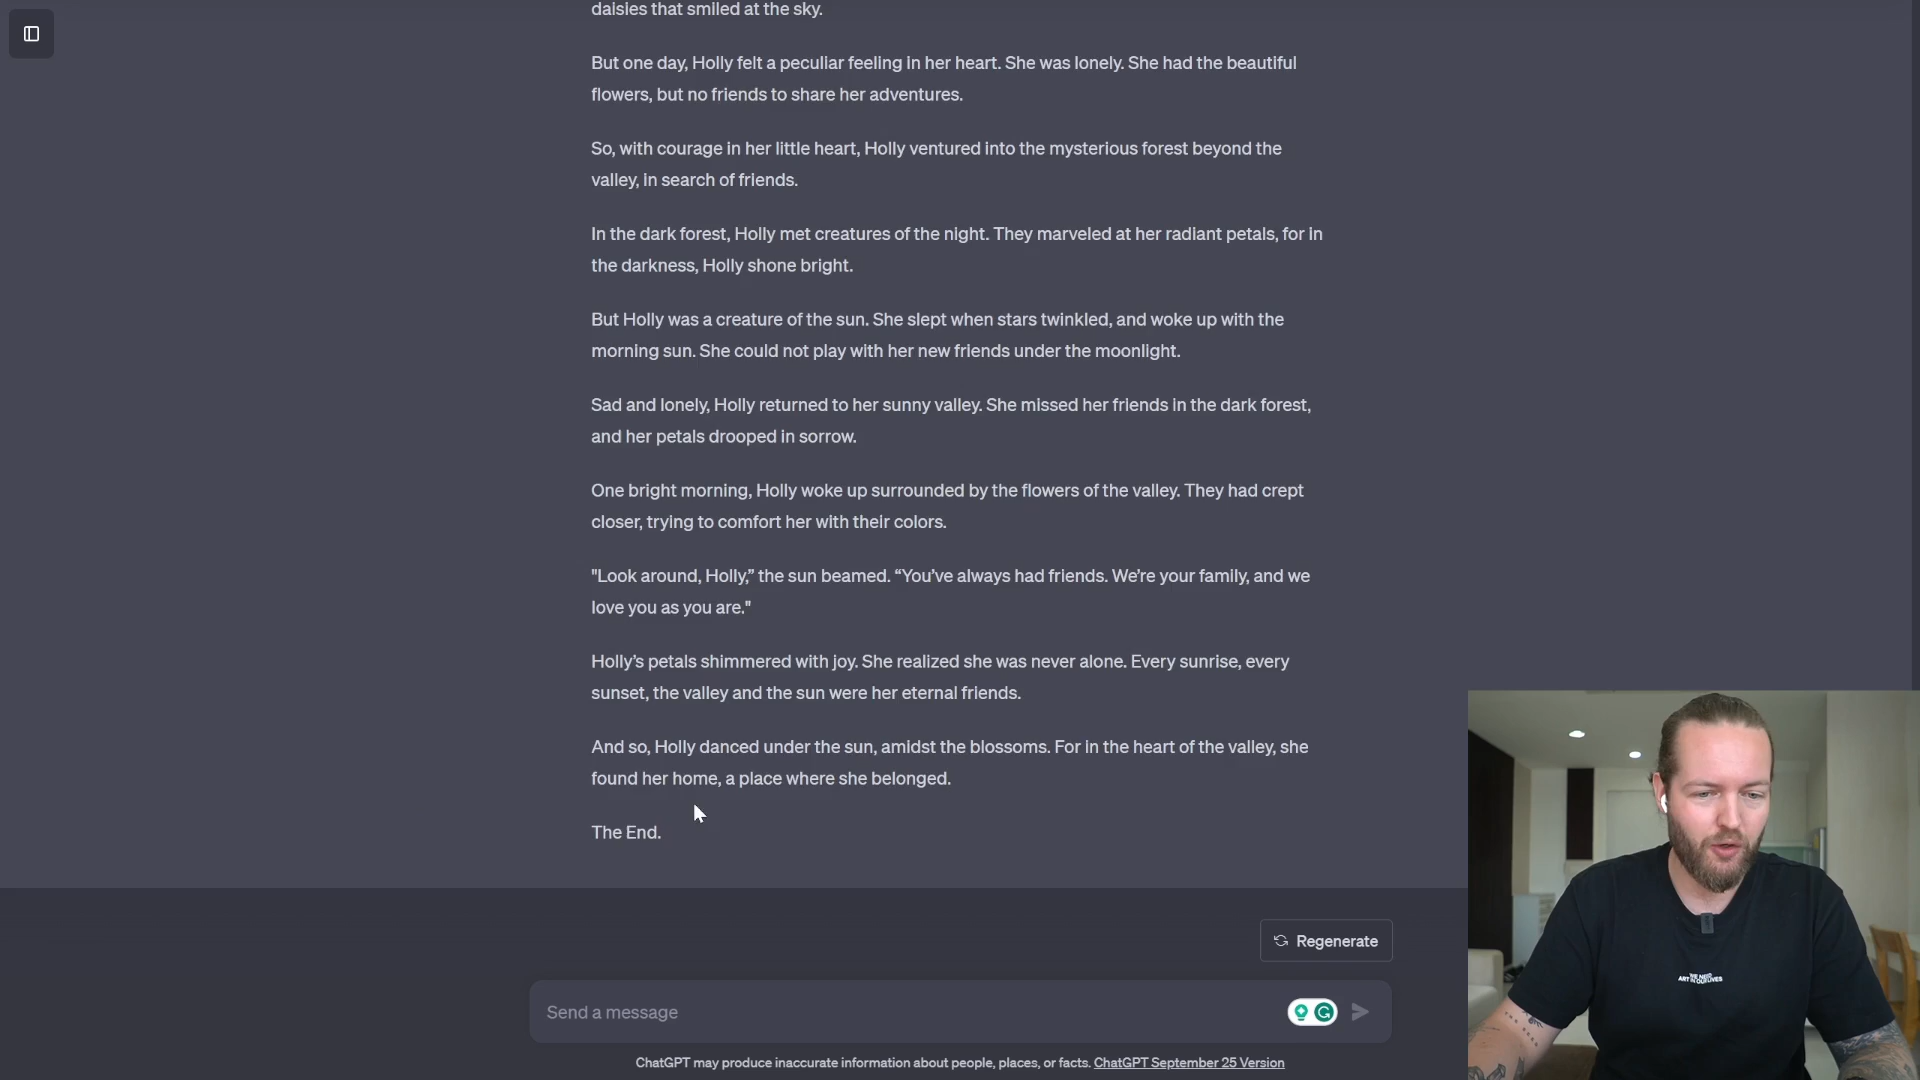 daisies that smiled at the sky.
But one day, Holly felt a peculiar feeling in her heart. She was lonely. She had the beautiful
flowers, but no friends to share her adventures.
So, with courage in her little heart, Holly ventured into the mysterious forest beyond the
valley, in search of friends.
In the dark forest, Holly met creatures of the night. They marveled at her radiant petals, for in
the darkness, Holly shone bright.
But Holly was a creature of the sun. She slept when stars twinkled, and woke up with the
morning sun. She could not play with her new friends under the moonlight.
Sad and lonely, Holly returned to her sunny valley. She missed her friends in the dark forest,
and her petals drooped in sorrow.
One bright morning, Holly woke up surrounded by the flowers of the valley. They had crept
closer, trying to comfort her with their colors.
"Look around, Holly,” the sun beamed. “You’ve always had friends. We’re your family, and we
love you as you are."
Holly’s petals shimmered with joy. She realized she was never alone. Every sunrise, every
sunset, the valley and the sun were her eternal friends.
And so, Holly danced under the sun, amidst the blossoms. For in the heart of the valley, she
found her home, a place where she belonged.
The End.
Regenerate
Send a message
ChatGPT may produce inaccurate information about people, places, or facts. ChatGPT September 25 Version
WE NEED
ART IN OUR LIVES